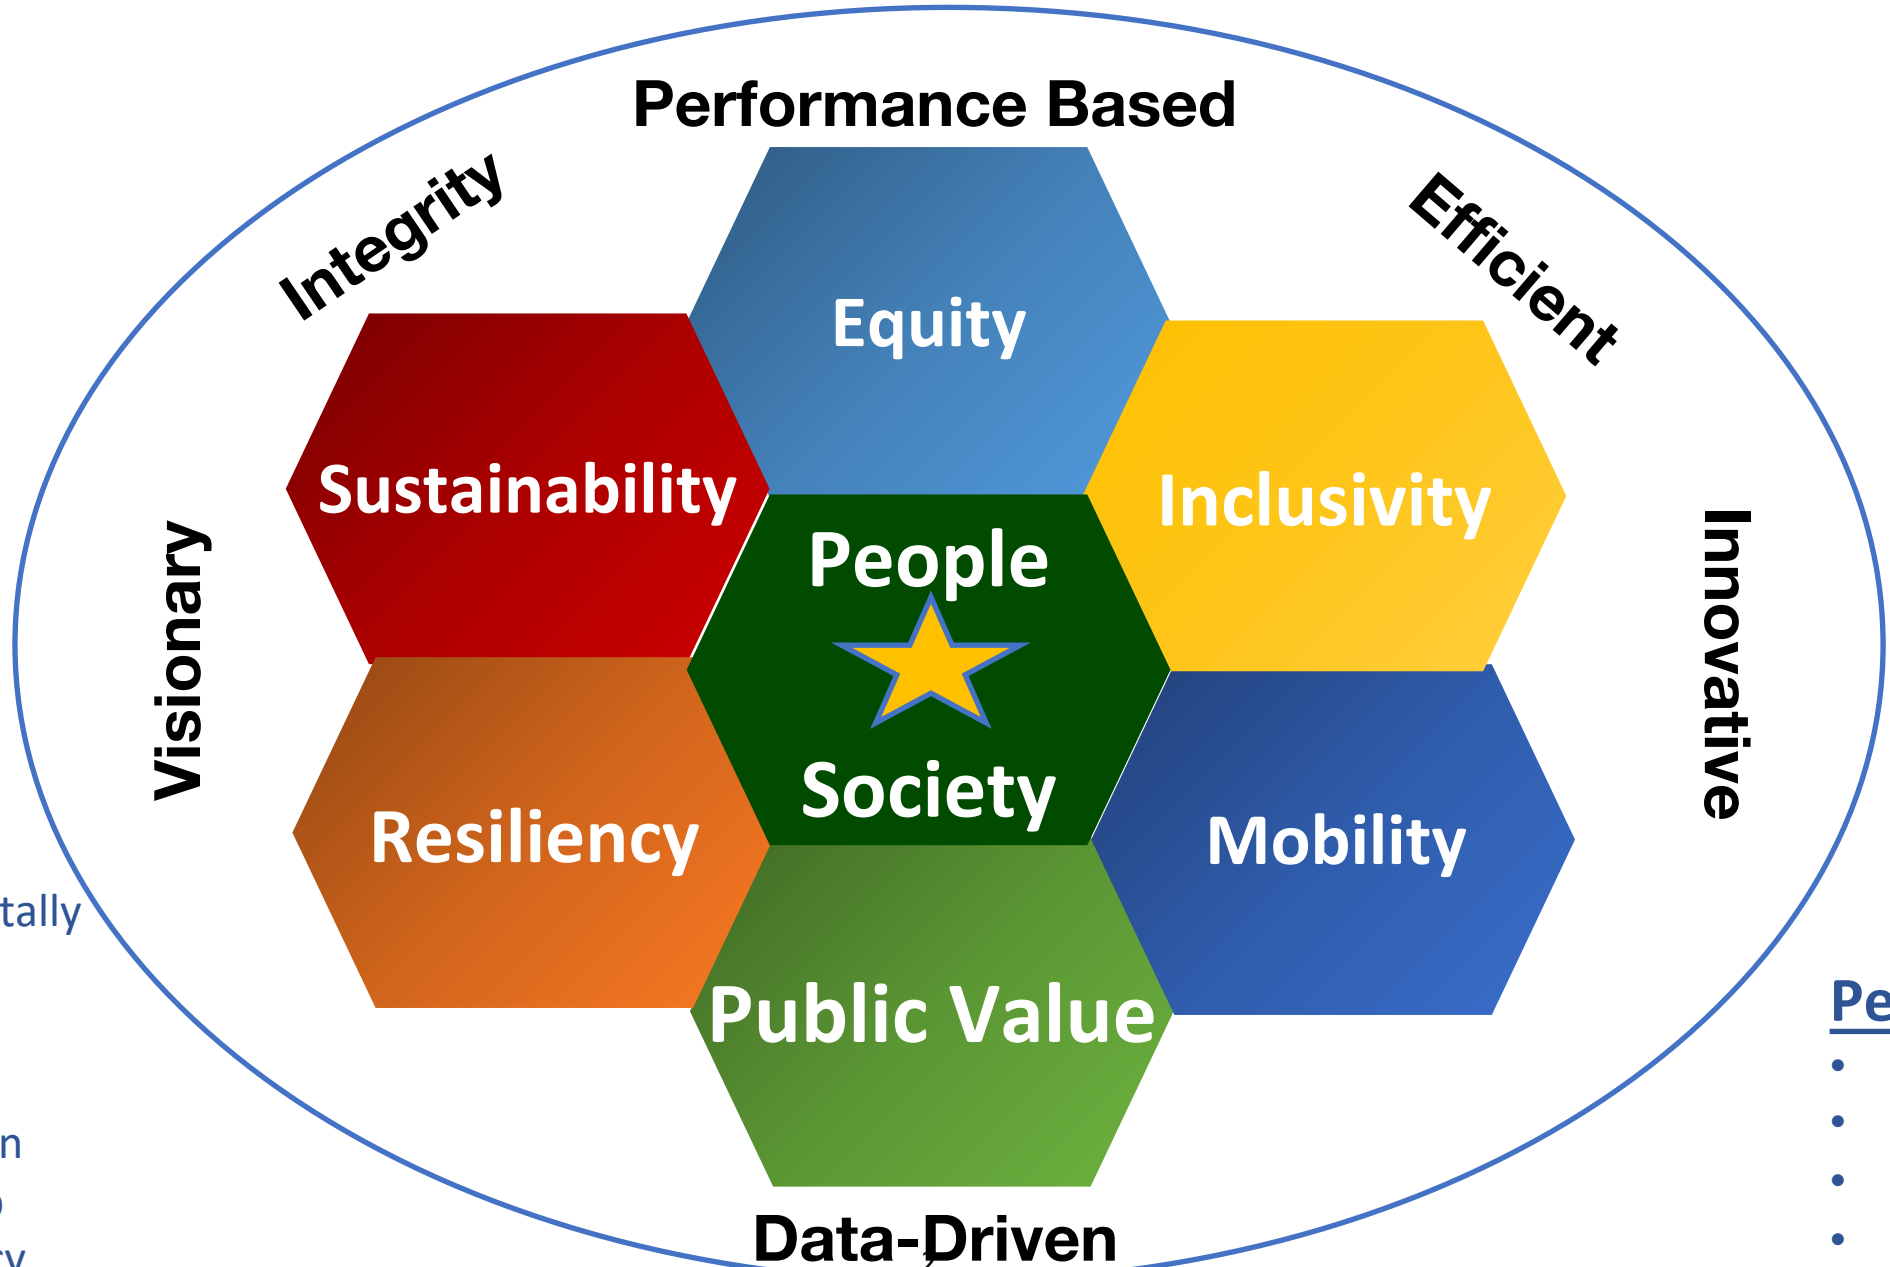 Performance Based
Integrity
Efficient
Equity
Sustainability
Inclusivity
People
Visionary
Innovative
Society
Resiliency
Mobility
tally
Public Value
Pe
•
•
n
•
Data-Driven
•
ry